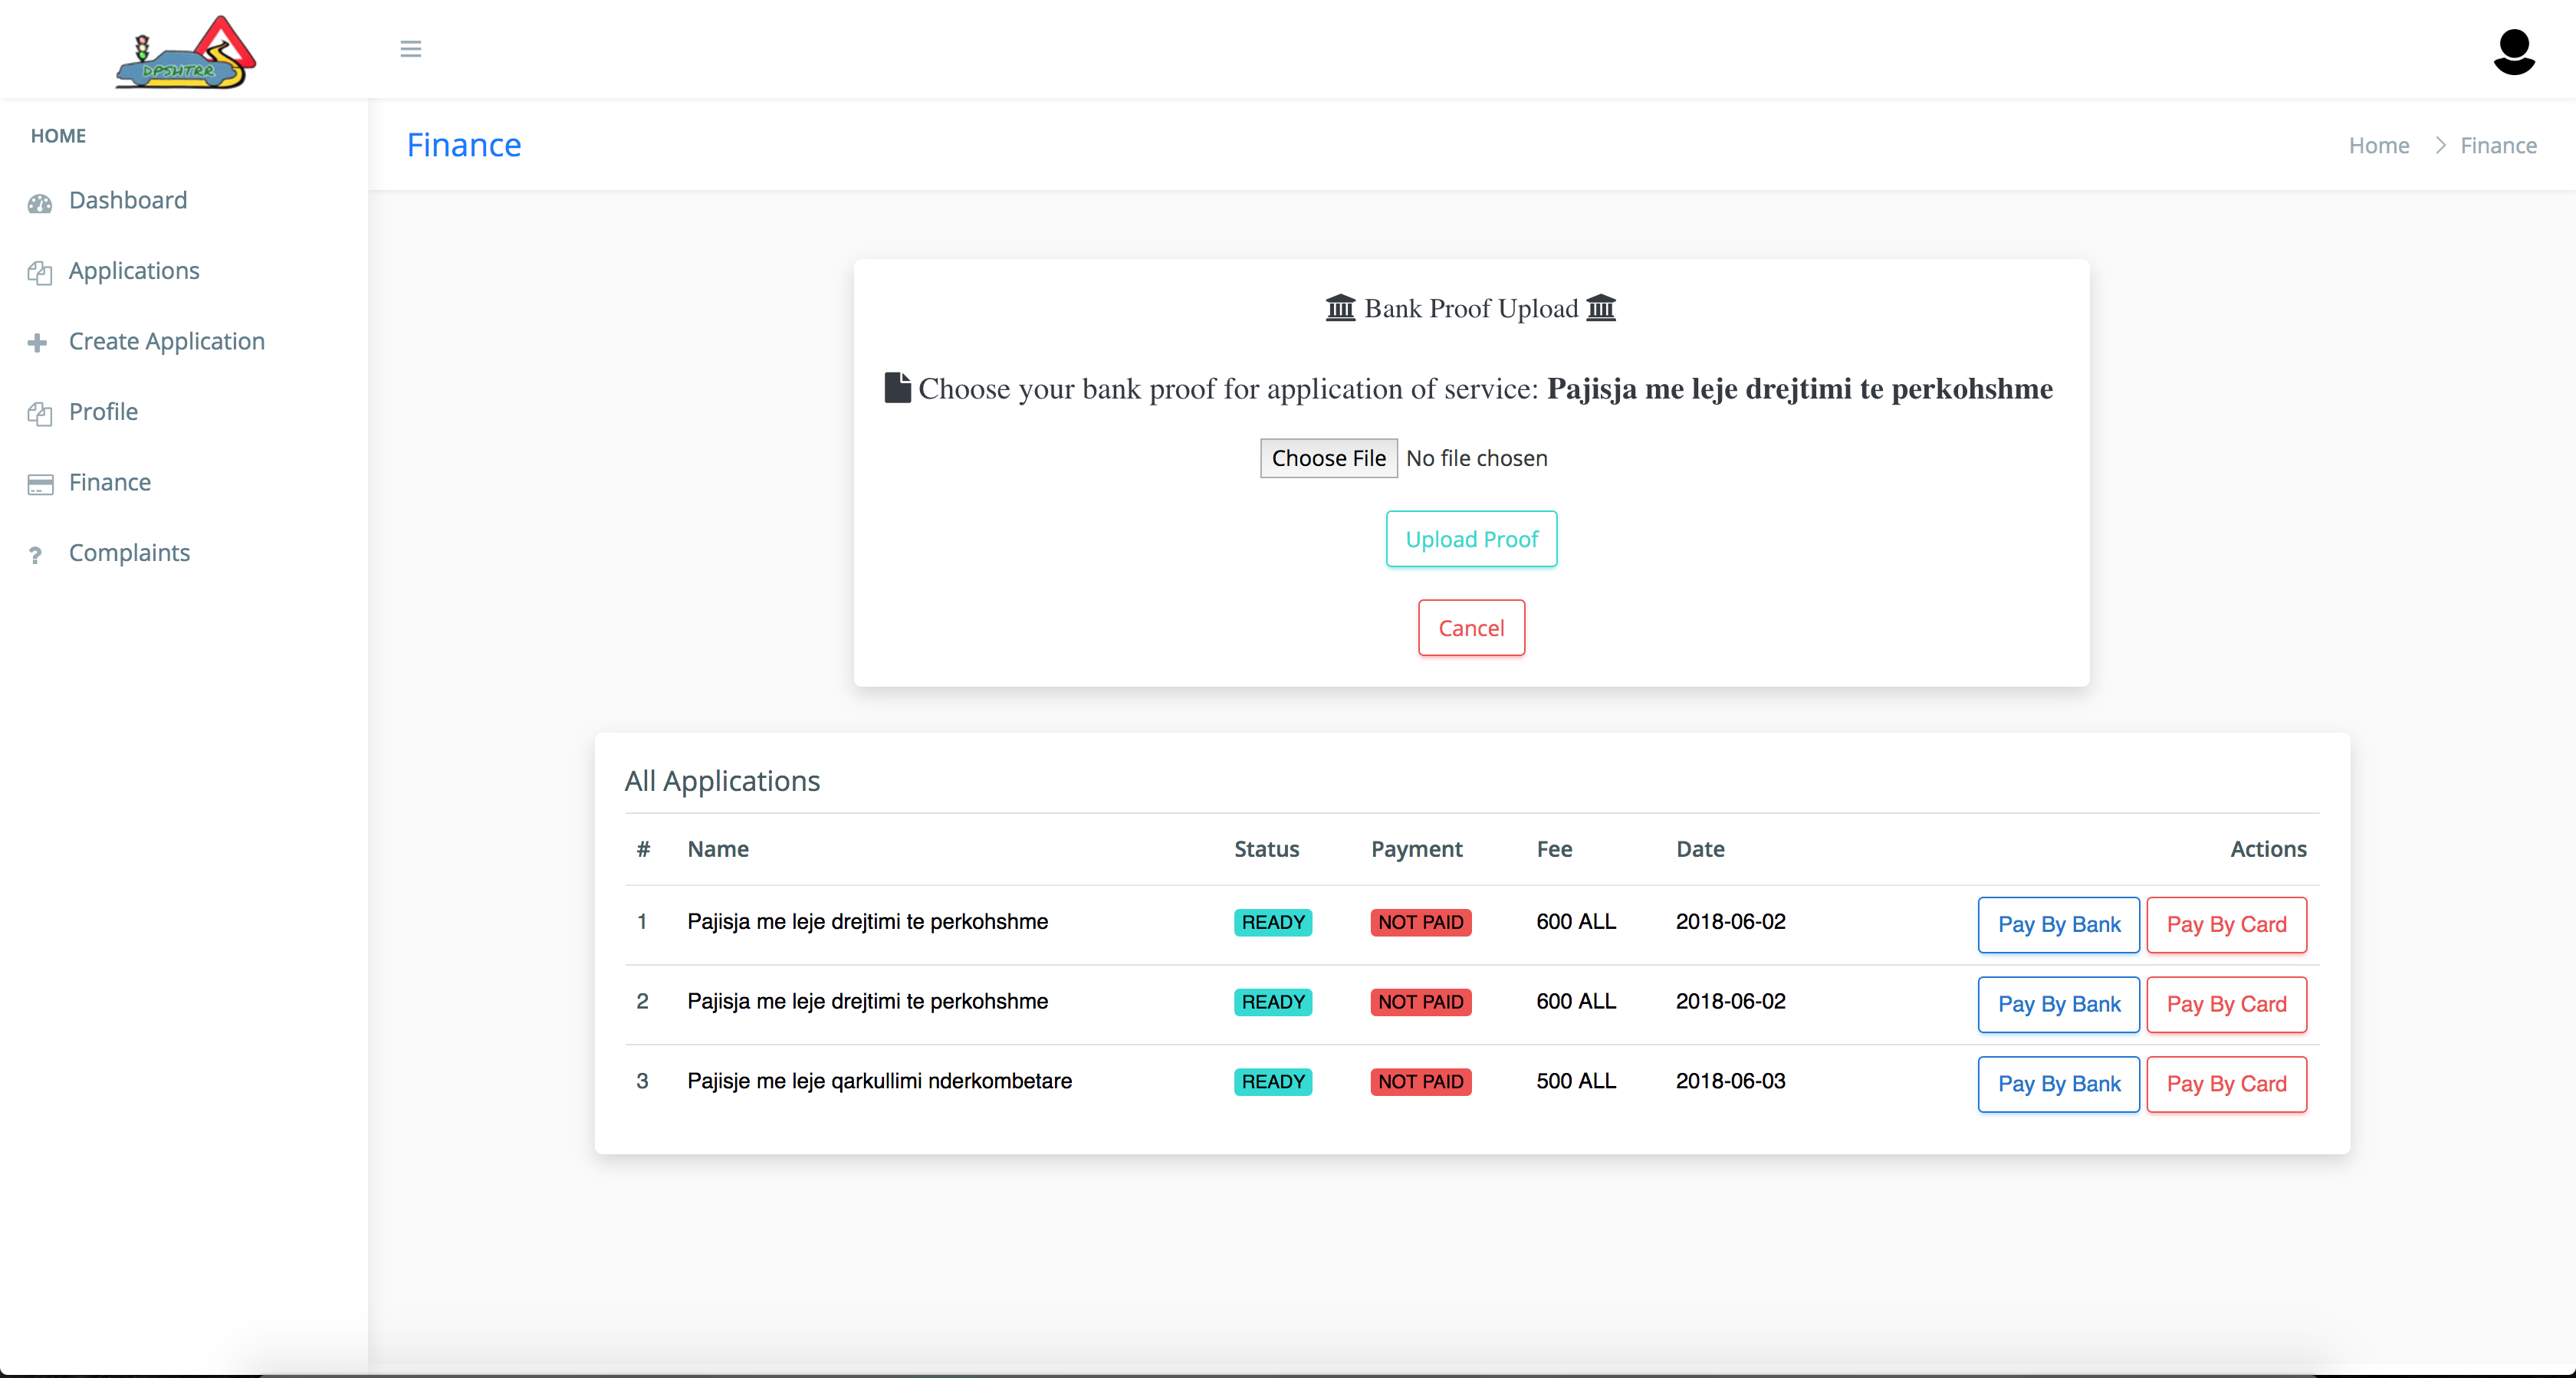 DPSHTRR
HOME
Dashboard
Applications
Create Application
Profile
Finance
Complaints
Finance
Home > Finance
Bank Proof Upload
Choose your bank proof for application of service: Pajisja me leje drejtimi te perkohshme
Choose File No file chosen
Upload Proof
Cancel
All Applications
# Name Status Payment Fee Date Actions
1 Pajisja me leje drejtimi te perkohshme READY NOT PAID 600 ALL 2018-06-02 Pay By Bank Pay By Card
2 Pajisja me leje drejtimi te perkohshme READY NOT PAID 600 ALL 2018-06-02 Pay By Bank Pay By Card
3 Pajisje me leje qarkullimi nderkombetare READY NOT PAID 500 ALL 2018-06-03 Pay By Bank Pay By Card